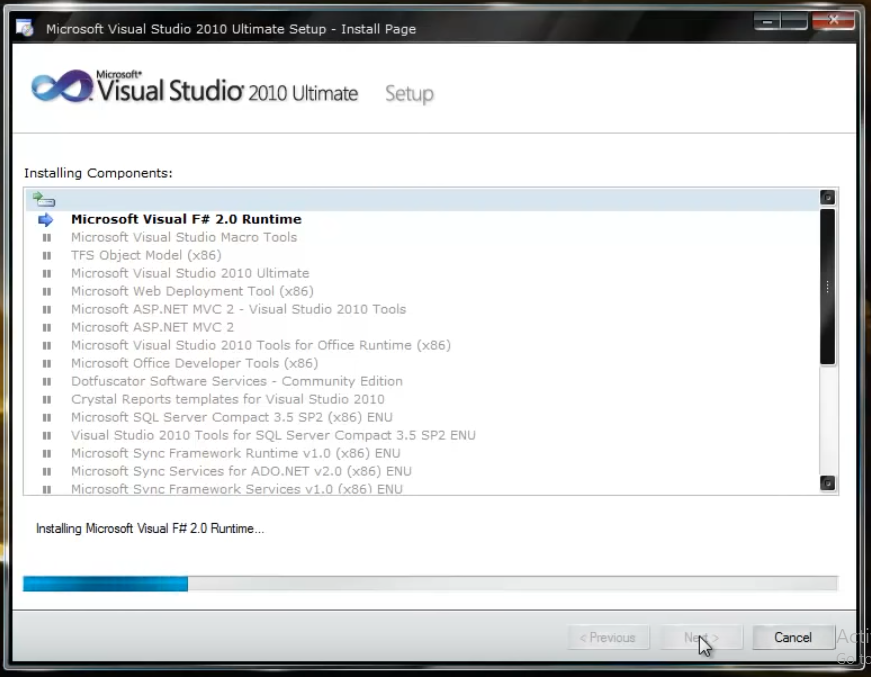 Microsoft Visual Studio 2010 Ultimate Setup - Install Page
Microsoft®
Visual Studio 2010 Ultimate Setup
Installing Components:
Microsoft Visual F# 2.0 Runtime
Microsoft Visual Studio Macro Tools
TFS Object Model (x86)
Microsoft Visual Studio 2010 Ultimate
Microsoft Web Deployment Tool (x86)
Microsoft ASP.NET MVC 2 - Visual Studio 2010 Tools
Microsoft ASP.NET MVC 2
Microsoft Visual Studio 2010 Tools for Office Runtime (x86)
Microsoft Office Developer Tools (x86)
Dotfuscator Software Services - Community Edition
Crystal Reports templates for Visual Studio 2010
Microsoft SQL Server Compact 3.5 SP2 (x86) ENU
Visual Studio 2010 Tools for SQL Server Compact 3.5 SP2 ENU
Microsoft Sync Framework Runtime v1.0 (x86) ENU
Microsoft Sync Services for ADO.NET v2.0 (x86) ENU
Microsoft Sync Framework Services v1.0 (x86) ENU
Installing Microsoft Visual F# 2.0 Runtime...
< Previous Next > Cancel
Go to